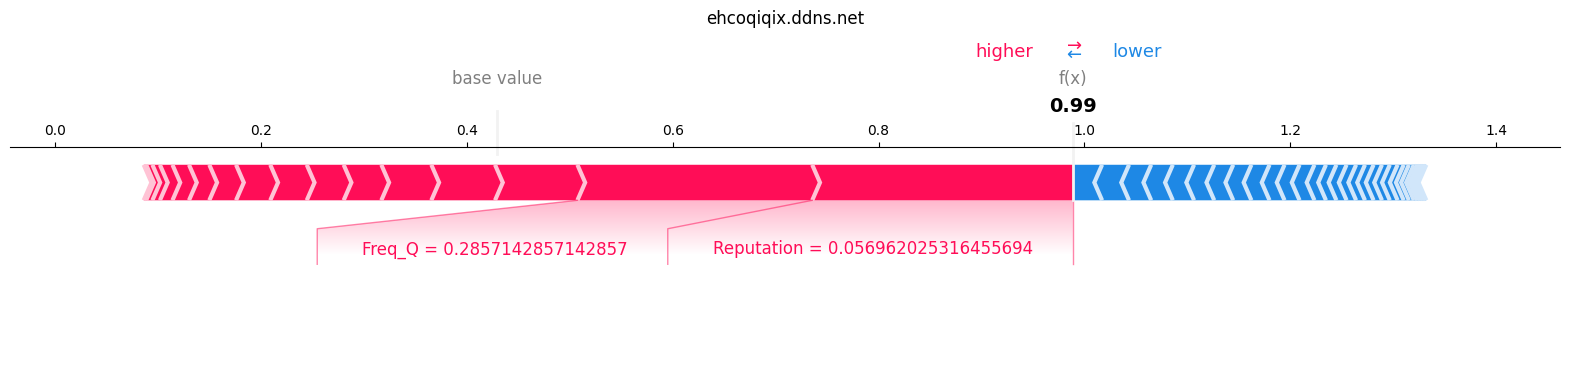 ehcoqiqix.ddns.net
higher ⇄ lower
base value f(x)
0.99
0.0 0.2 0.4 0.6 0.8 1.0 1.2 1.4
Freq_Q = 0.2857142857142857 Reputation = 0.056962025316455694